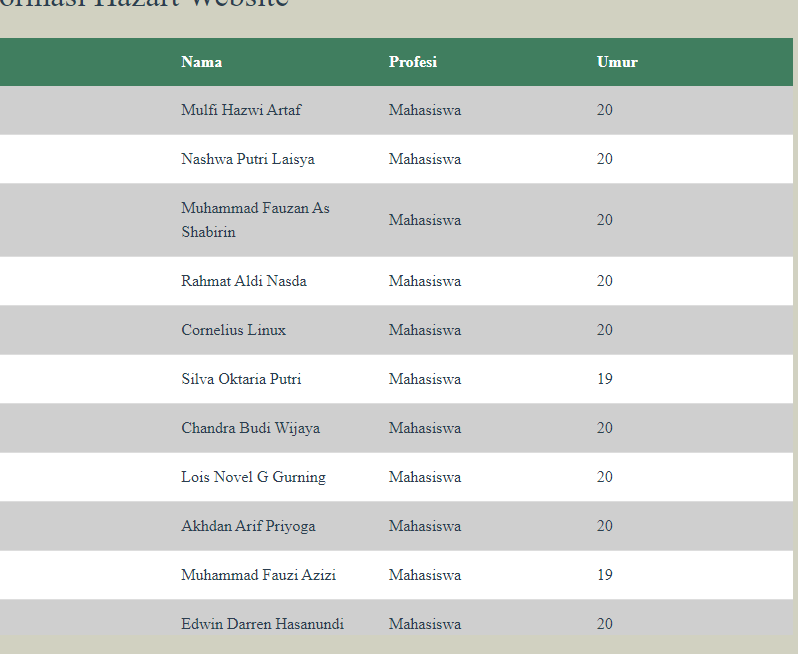 Hazart Website
Nama Profesi Umur
Mulfi Hazwi Artaf Mahasiswa 20
Nashwa Putri Laisya Mahasiswa 20
Muhammad Fauzan As
Shabirin Mahasiswa 20
Rahmat Aldi Nasda Mahasiswa 20
Cornelius Linux Mahasiswa 20
Silva Oktaria Putri Mahasiswa 19
Chandra Budi Wijaya Mahasiswa 20
Lois Novel G Gurning Mahasiswa 20
Akhdan Arif Priyoga Mahasiswa 20
Muhammad Fauzi Azizi Mahasiswa 19
Edwin Darren Hasanundi Mahasiswa 20